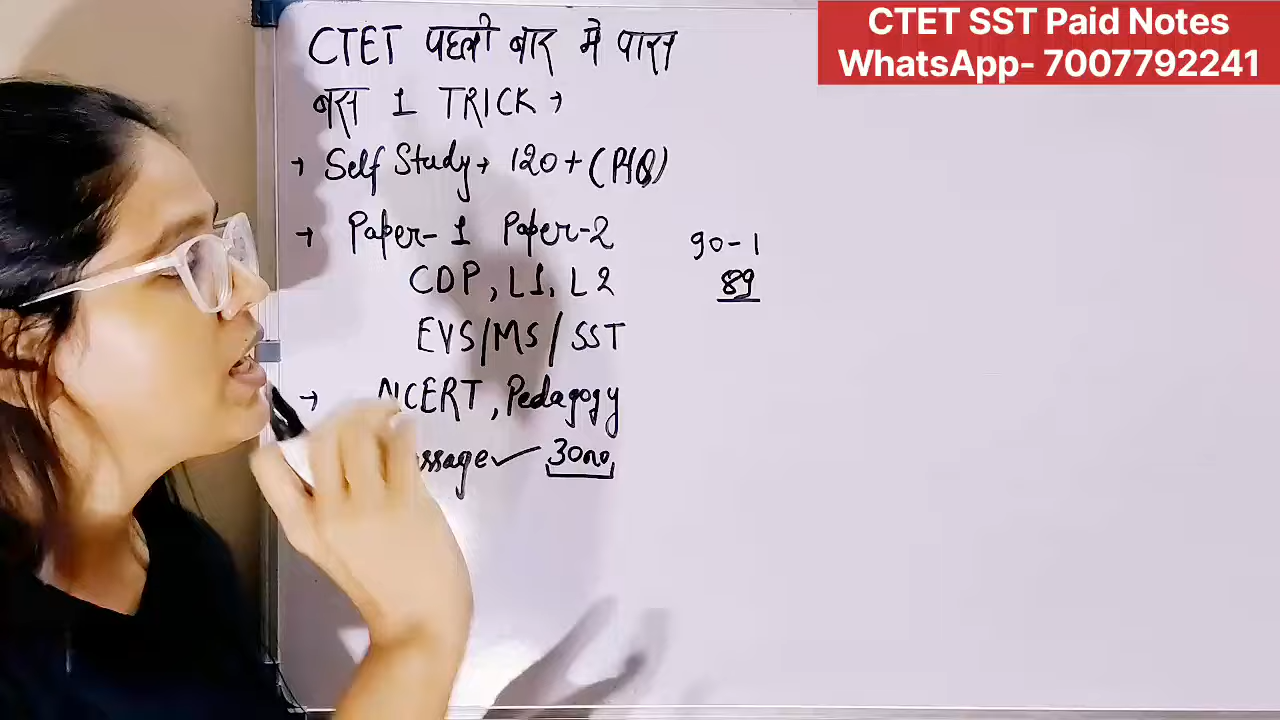 CTET SST Paid Notes
WhatsApp- 7007792241
CTET पहली बार मे पास
बस 1 TRICK →
→ Self Study → 120+ (PYQ)
→ Paper-1 Paper-2
CDP, L1, L2
EVS/MS/SST
→ NCERT, Pedagogy
✓ 30no
90-1
89